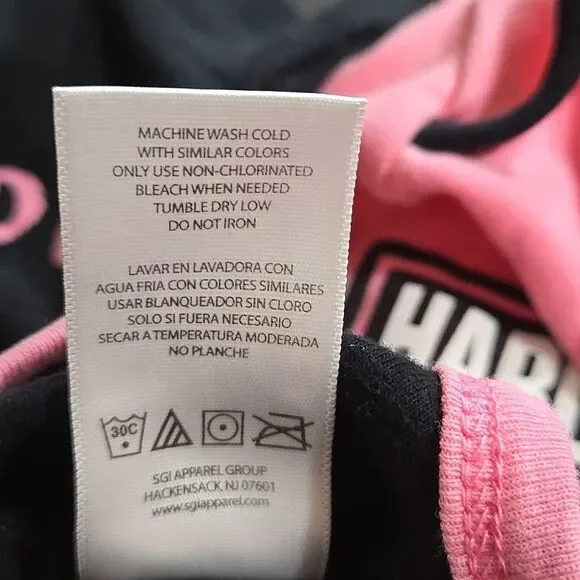 MACHINE WASH COLD
WITH SIMILAR COLORS
ONLY USE NON-CHLORINATED
BLEACH WHEN NEEDED
TUMBLE DRY LOW
DO NOT IRON
LAVAR EN LAVADORA CON
AGUA FRIA CON COLORES SIMILARES
USAR BLANQUEADOR SIN CLORO
SOLO SI FUERA NECESARIO
SECAR A TEMPERATURA MODERADA
NO PLANCHE
30C
SGI APPAREL GROUP
HACKENSACK, NJ 07601
www.sgiapparel.com